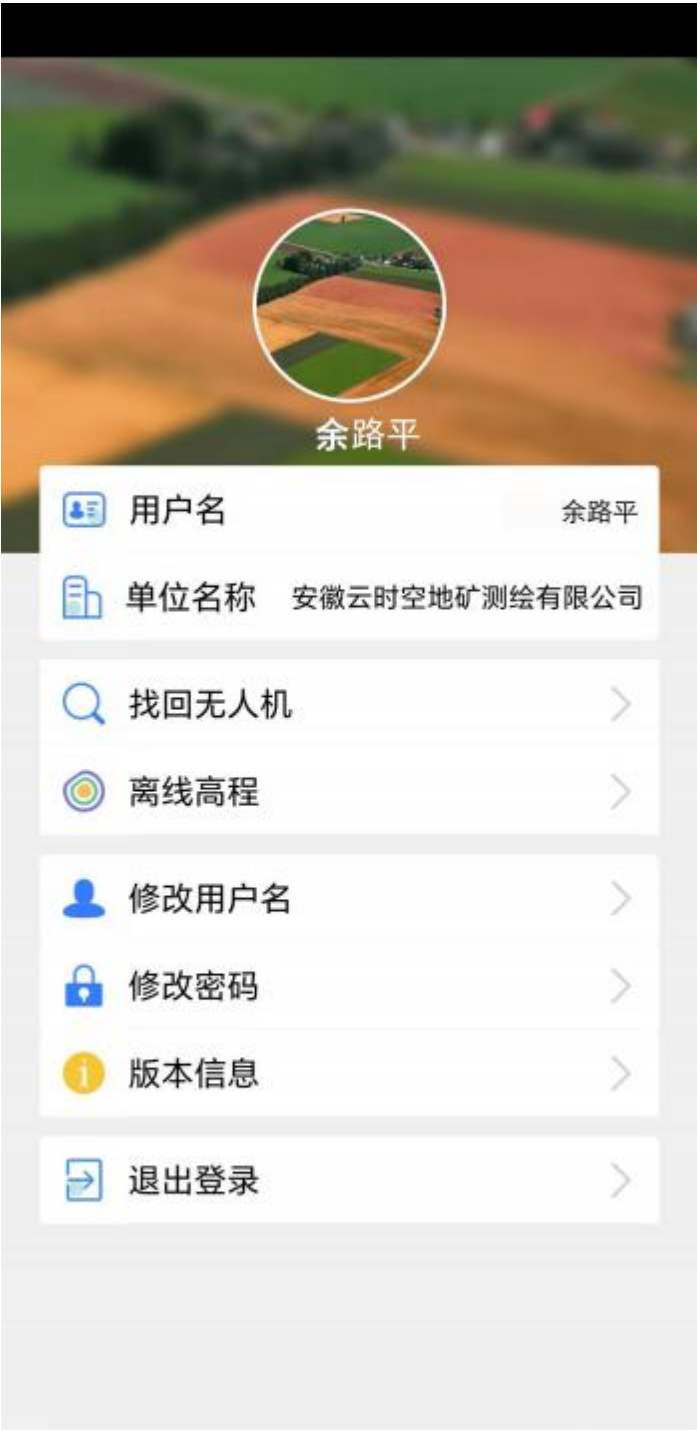 余路平
用户名 余路平
单位名称 安徽云时空地矿测绘有限公司
找回无人机
离线高程
修改用户名
修改密码
版本信息
退出登录